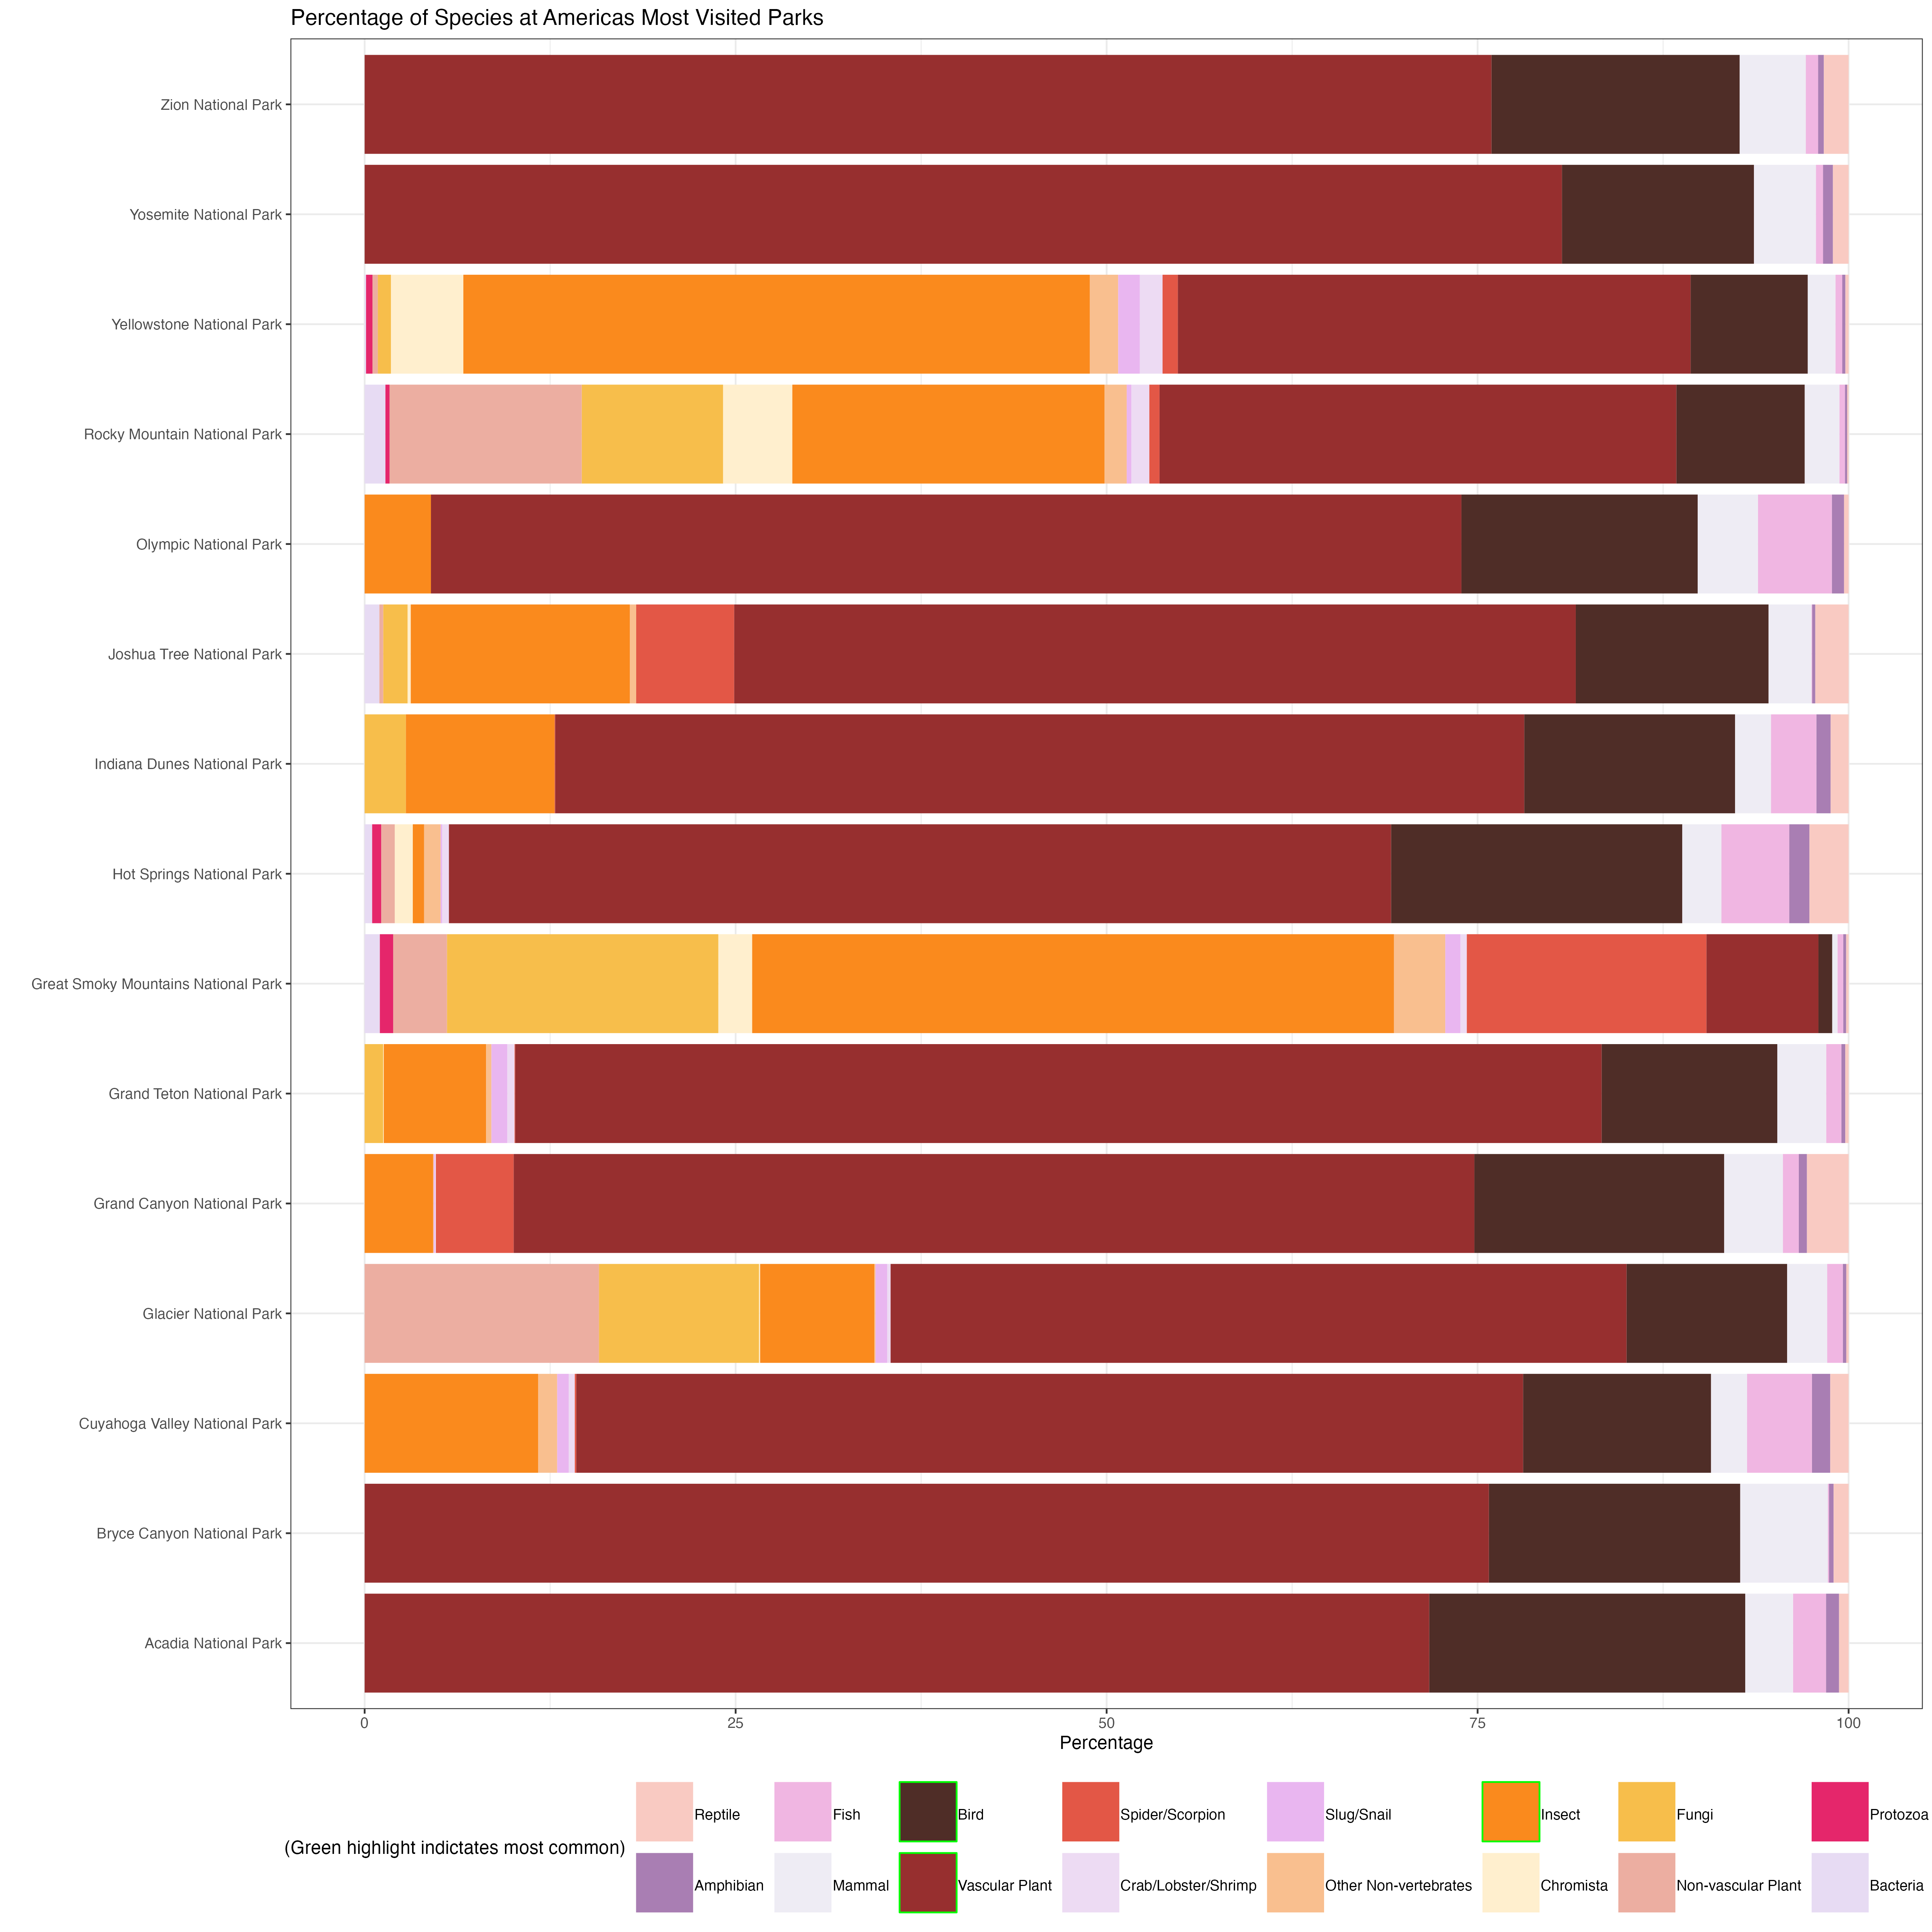 Percentage of Species at Americas Most Visited Parks
Zion National Park
Yosemite National Park
Yellowstone National Park
Rocky Mountain National Park
Olympic National Park
Joshua Tree National Park
Indiana Dunes National Park
Hot Springs National Park
Great Smoky Mountains National Park
Grand Teton National Park
Grand Canyon National Park
Glacier National Park
Cuyahoga Valley National Park
Bryce Canyon National Park
Acadia National Park
0 25 50 75 100
Percentage
(Green highlight indictates most common)
Reptile Fish Bird Spider/Scorpion Slug/Snail Insect Fungi Protozoa
Amphibian Mammal Vascular Plant Crab/Lobster/Shrimp Other Non-vertebrates Chromista Non-vascular Plant Bacteria